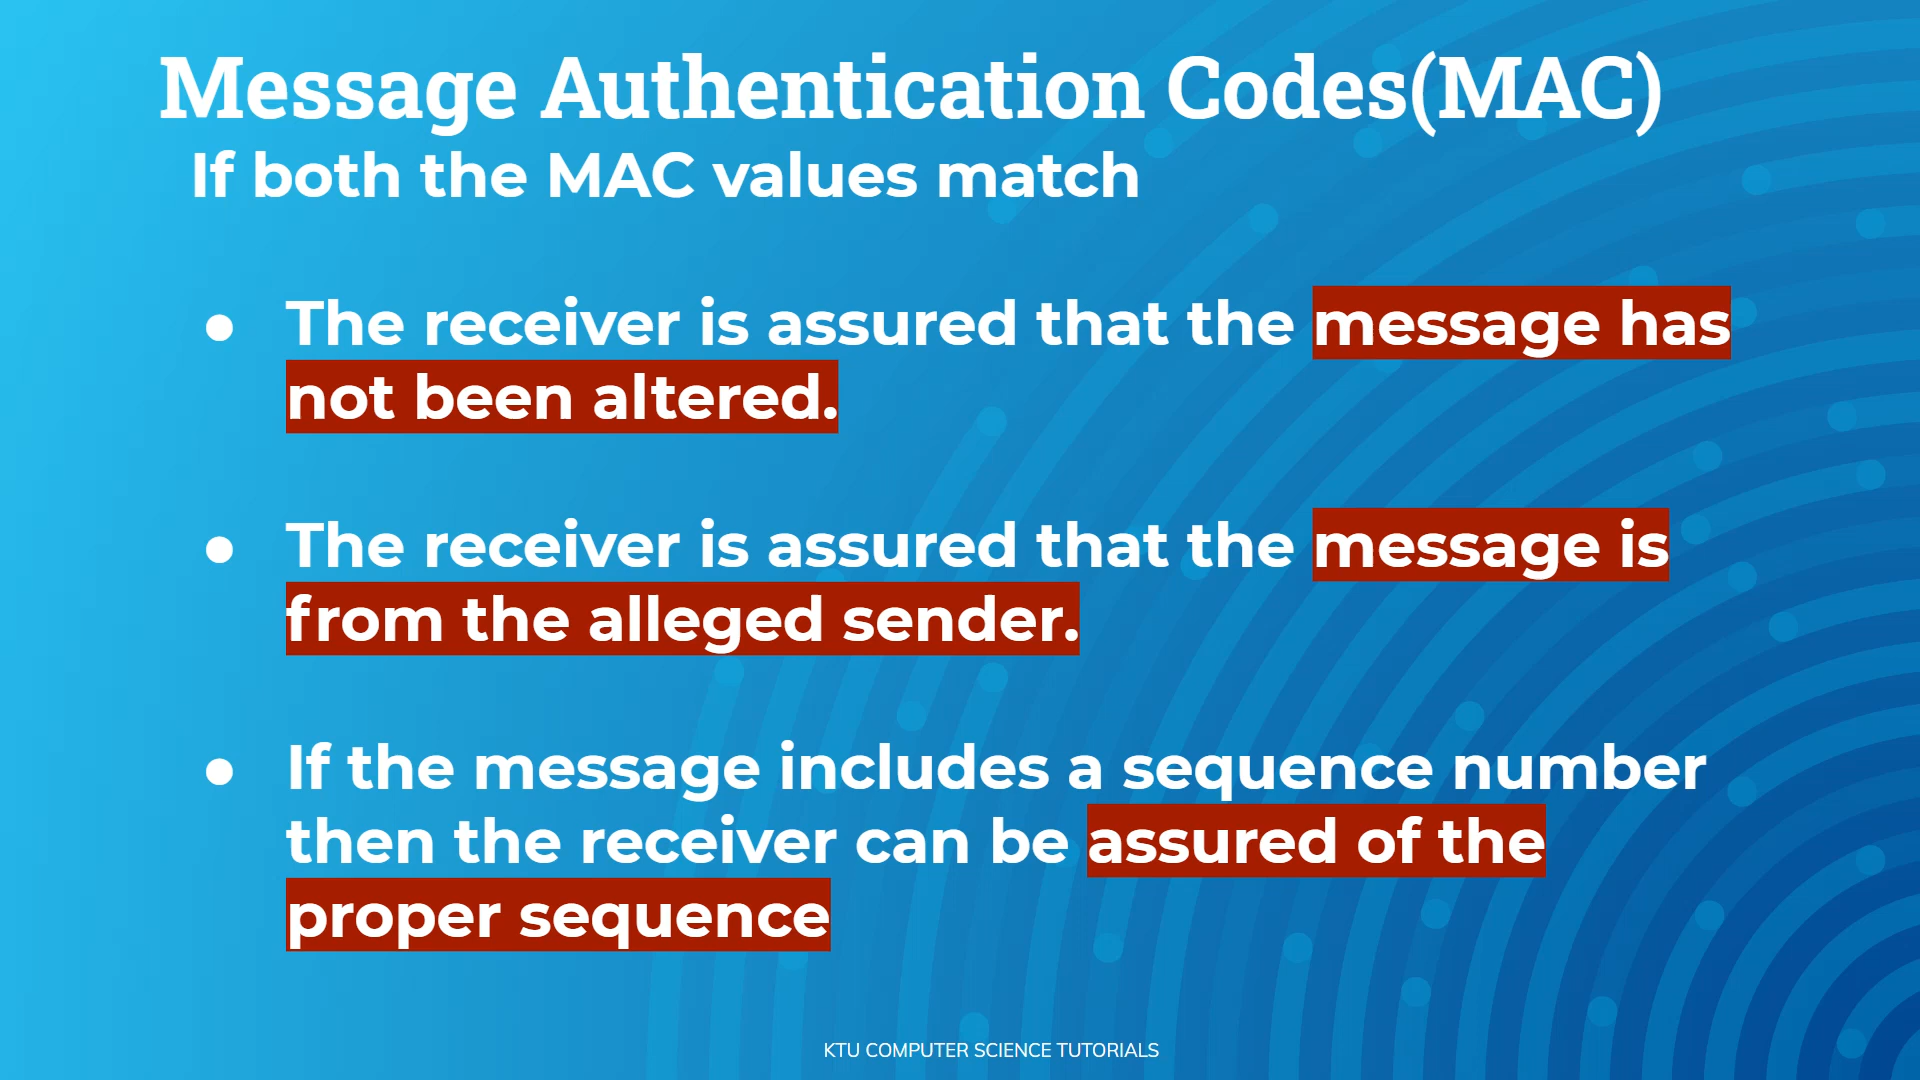 Message Authentication Codes(MAC)
If both the MAC values match
● The receiver is assured that the message has
not been altered.
● The receiver is assured that the message is
from the alleged sender.
● If the message includes a sequence number
then the receiver can be assured of the
proper sequence
KTU COMPUTER SCIENCE TUTORIALS